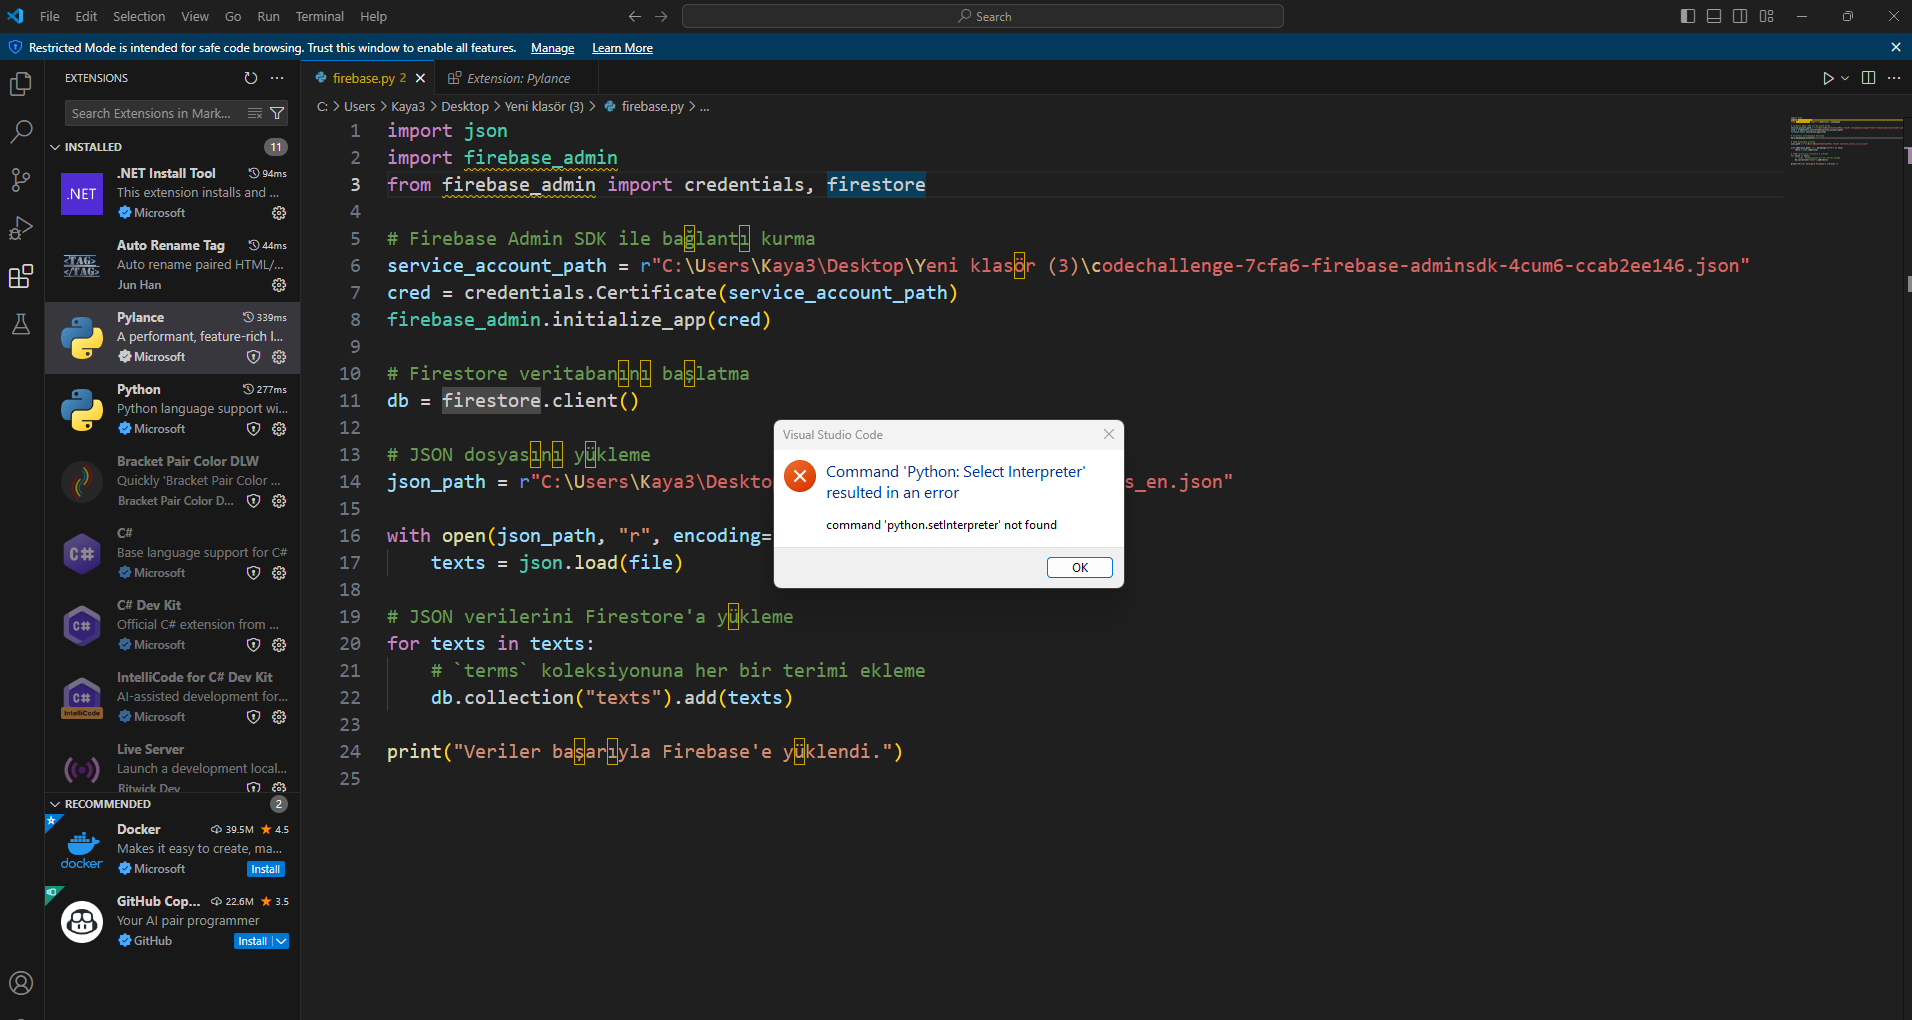 File Edit Selection View Go Run Terminal Help
Search
Restricted Mode is intended for safe code browsing. Trust this window to enable all features. Manage Learn More
EXTENSIONS
Search Extensions in Mark...
INSTALLED 11
.NET Install Tool 94ms
This extension installs and ...
Microsoft
Auto Rename Tag 44ms
Auto rename paired HTML/...
Jun Han
Pylance 339ms
A performant, feature-rich l...
Microsoft
Python 277ms
Python language support wi...
Microsoft
Bracket Pair Color DLW
Quickly 'Bracket Pair Color ...
Bracket Pair Color D...
C#
Base language support for C#
Microsoft
C# Dev Kit
Official C# extension from ...
Microsoft
IntelliCode for C# Dev Kit
AI-assisted development for...
Microsoft
Live Server
Launch a development local...
Ritwick Dey
RECOMMENDED 2
Docker 39.5M 4.5
Makes it easy to create, ma...
Microsoft Install
GitHub Cop... 22.6M 3.5
Your AI pair programmer
GitHub Install
.NET
<TAG>
</TAG>
C#
C#
C#
IntelliCode
docker
firebase.py 2 Extension: Pylance
C: > Users > Kaya3 > Desktop > Yeni klasör (3) > firebase.py > ...
1 import json
2 import firebase_admin
3 from firebase_admin import credentials, firestore
4
5 # Firebase Admin SDK ile bağlantı kurma
6 service_account_path = r"C:\Users\Kaya3\Desktop\Yeni klasör (3)\codechallenge-7cfa6-firebase-adminsdk-4cum6-ccab2ee146.json"
7 cred = credentials.Certificate(service_account_path)
8 firebase_admin.initialize_app(cred)
9
10 # Firestore veritabanını başlatma
11 db = firestore.client()
12
13 # JSON dosyasını yükleme
14 json_path = r"C:\Users\Kaya3\Deskto s_en.json"
15
16 with open(json_path, "r", encoding=
17 texts = json.load(file)
18
19 # JSON verilerini Firestore'a yükleme
20 for texts in texts:
21 # `terms` koleksiyonuna her bir terimi ekleme
22 db.collection("texts").add(texts)
23
24 print("Veriler başarıyla Firebase'e yüklendi.")
25
Visual Studio Code
Command 'Python: Select Interpreter'
resulted in an error
command 'python.setInterpreter' not found
OK